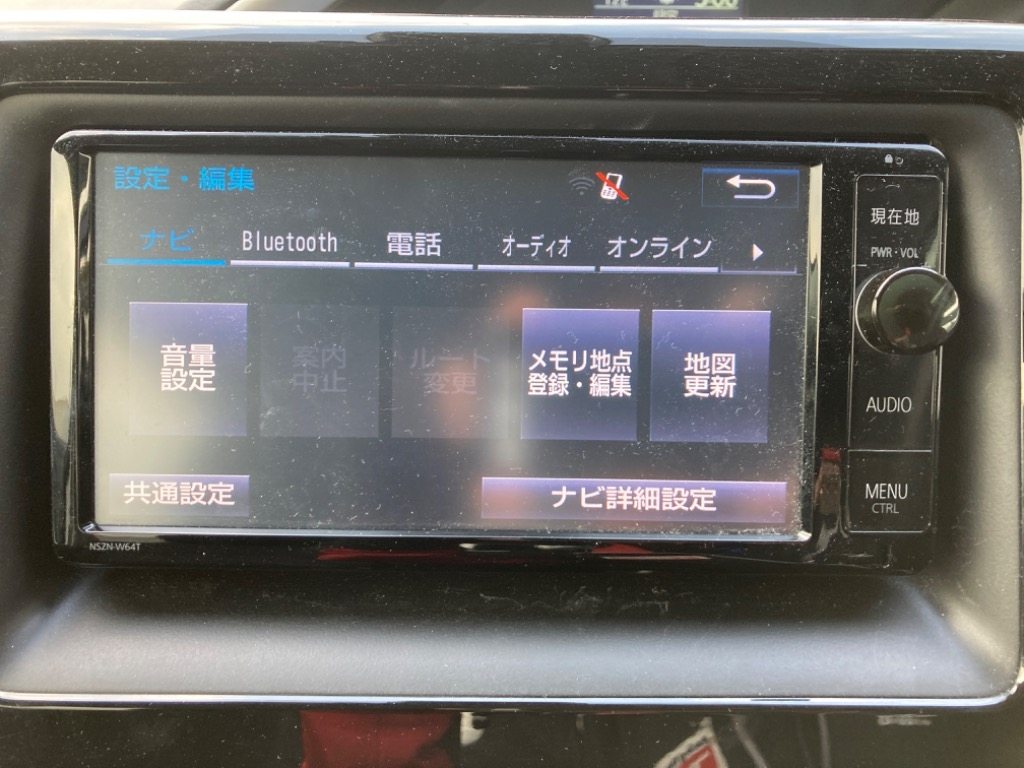 設定・編集
現在地
PWR・VOL
ナビ
Bluetooth
電話
オーディオ
オンライン
音量
設定
案内
中止
ルート
変更
メモリ地点
登録・編集
地図
更新
AUDIO
共通設定
ナビ詳細設定
MENU
CTRL
NSZN-W64T